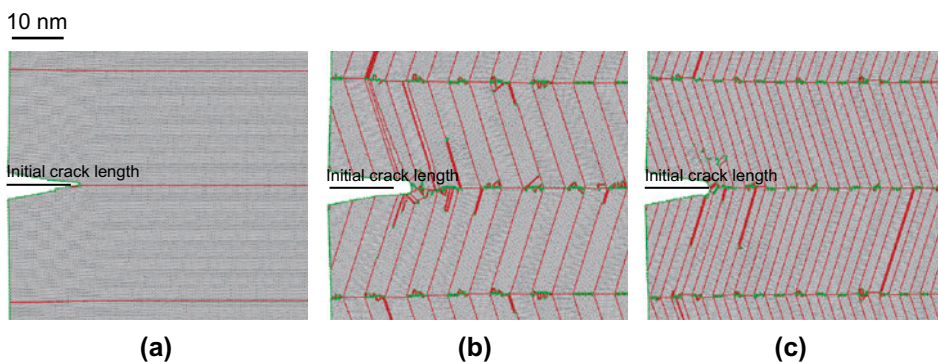 10 nm
Initial crack length
Initial crack length
Initial crack length
(a)
(b)
(c)